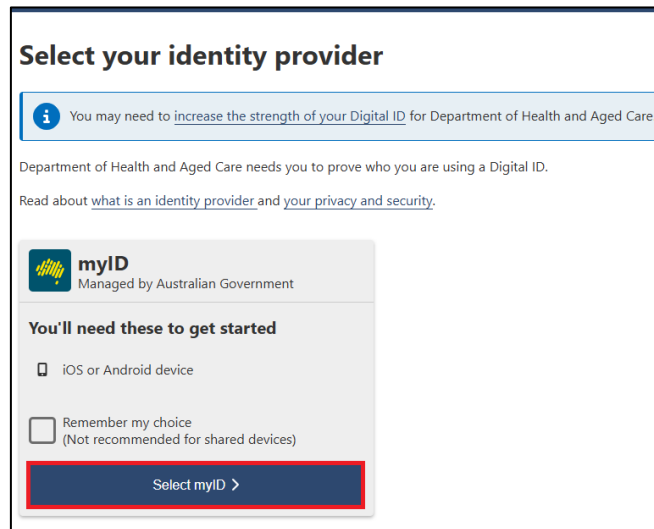 Select your identity provider
You may need to increase the strength of your Digital ID for Department of Health and Aged Care
Department of Health and Aged Care needs you to prove who you are using a Digital ID.
Read about what is an identity provider and your privacy and security.
myID
Managed by Australian Government
You'll need these to get started
iOS or Android device
Remember my choice
(Not recommended for shared devices)
Select myID